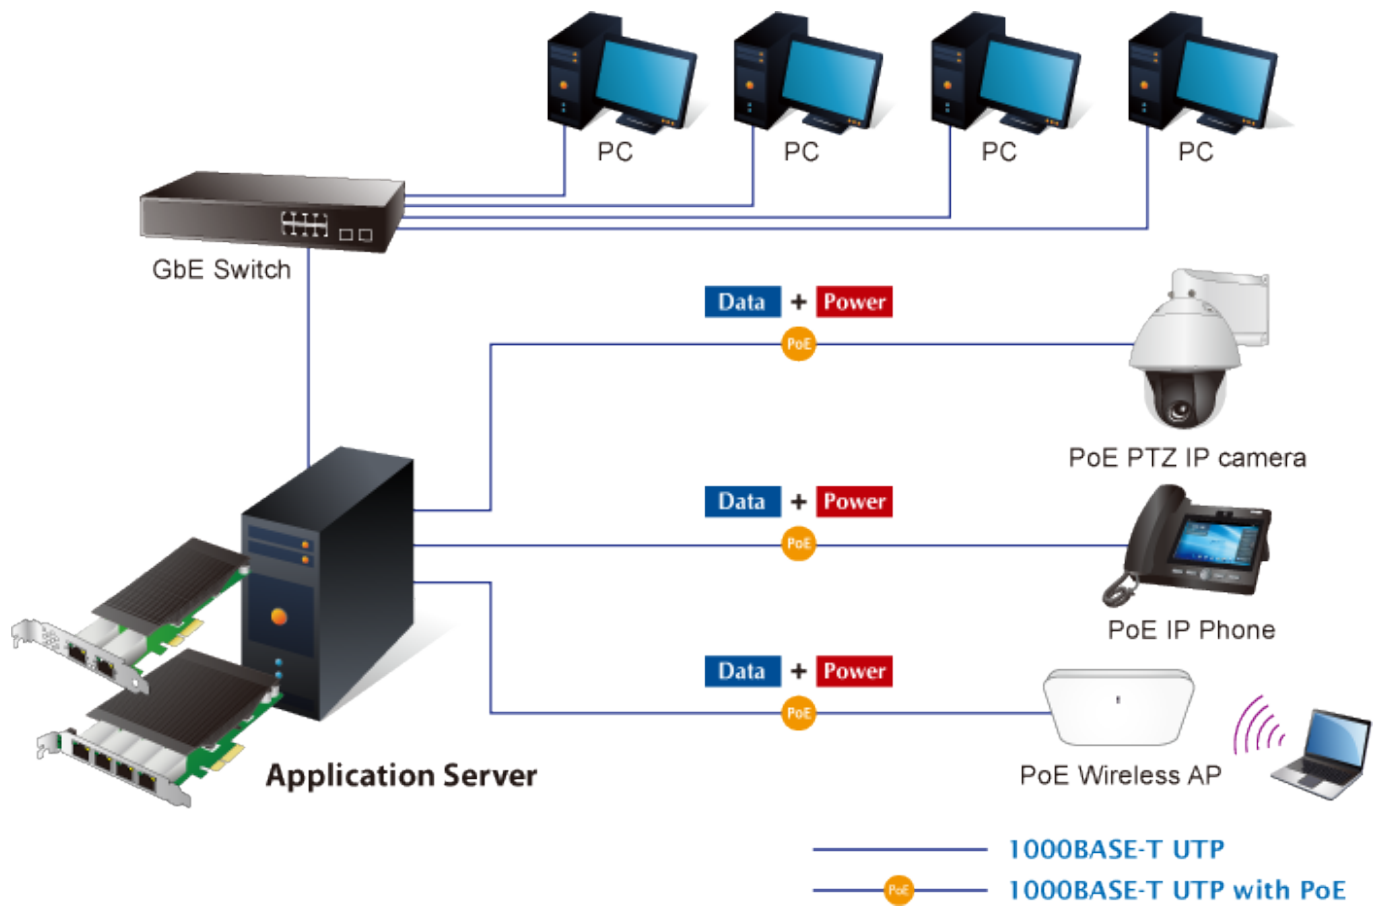 PC PC PC PC
GbE Switch
Data + Power
PoE
PoE PTZ IP camera
Data + Power
PoE
PoE IP Phone
Data + Power
PoE
PoE Wireless AP
Application Server
1000BASE-T UTP
PoE 1000BASE-T UTP with PoE